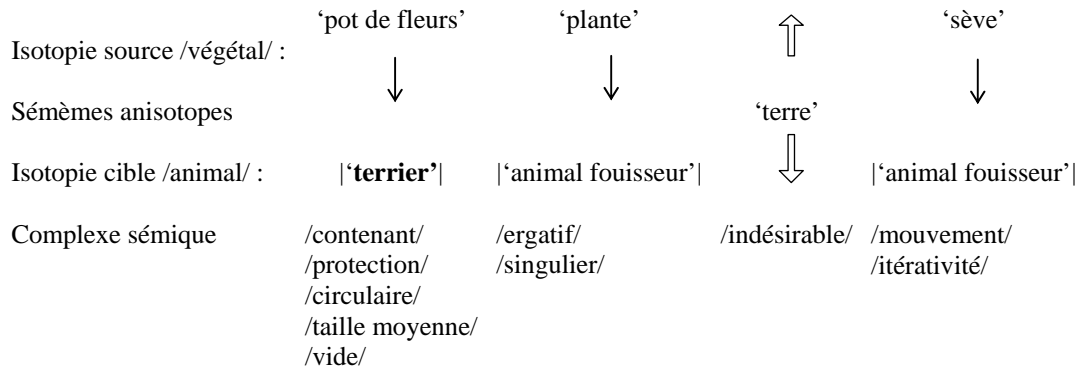 ‘pot de fleurs’ ‘plante’ ‘sève’
Isotopie source /végétal/ :
Sémèmes anisotopes ‘terre’
Isotopie cible /animal/ : |‘terrier’| |‘animal fouisseur’| |‘animal fouisseur’|
Complexe sémique /contenant/ /ergatif/ /indésirable/ /mouvement/
/protection/ /singulier/ /itérativité/
/circulaire/
/taille moyenne/
/vide/